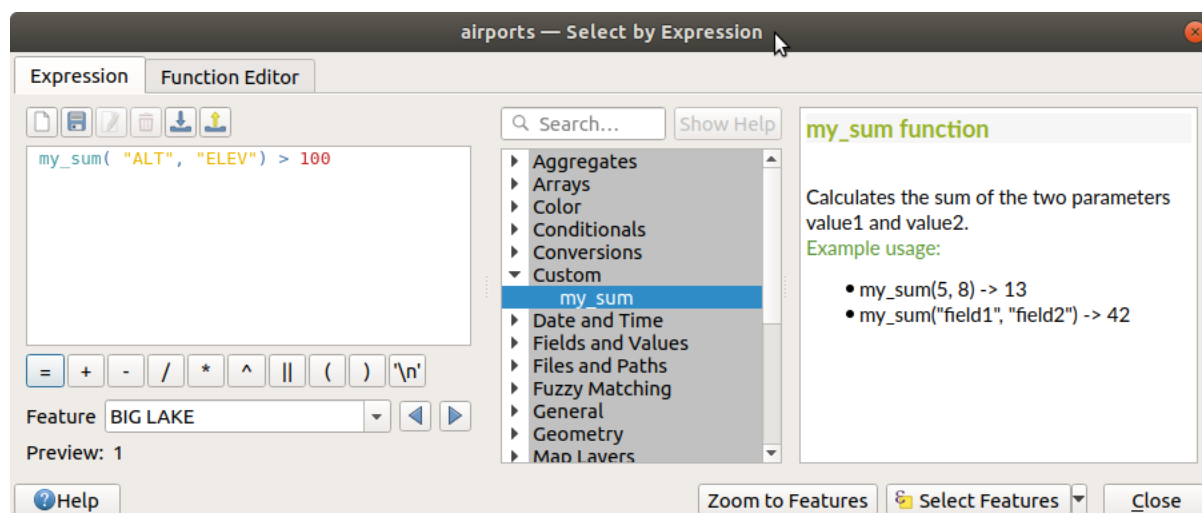 airports — Select by Expression
Expression
Function Editor
Search...
Show Help
my_sum( "ALT", "ELEV") > 100
= + - / * ^ || ( ) '\n'
Feature BIG LAKE
Preview: 1
Aggregates
Arrays
Color
Conditionals
Conversions
Custom
my_sum
Date and Time
Fields and Values
Files and Paths
Fuzzy Matching
General
Geometry
Map Layers
my_sum function
Calculates the sum of the two parameters
value1 and value2.
Example usage:
• my_sum(5, 8) -> 13
• my_sum("field1", "field2") -> 42
Help
Zoom to Features
Select Features
Close